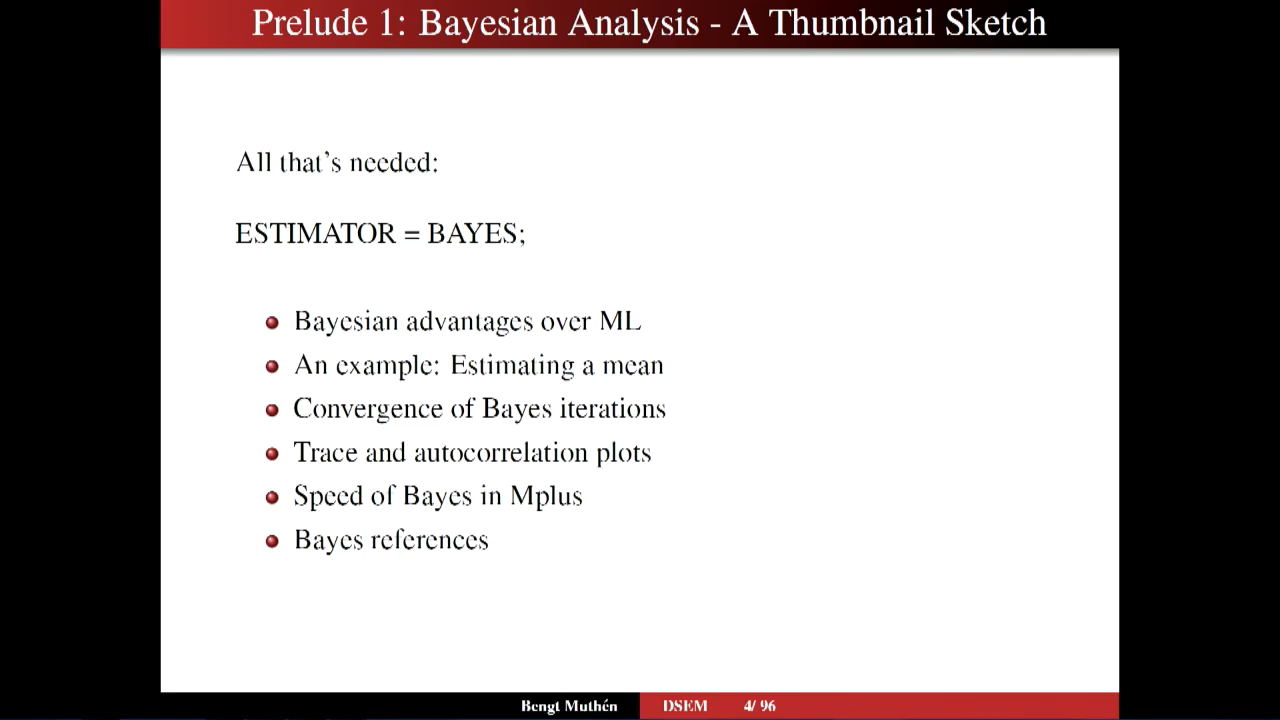 Prelude 1: Bayesian Analysis - A Thumbnail Sketch
All that's needed:
ESTIMATOR = BAYES;
Bayesian advantages over ML
An example: Estimating a mean
Convergence of Bayes iterations
Trace and autocorrelation plots
Speed of Bayes in Mplus
Bayes references
Bengt Muthén DSEM 4/ 96